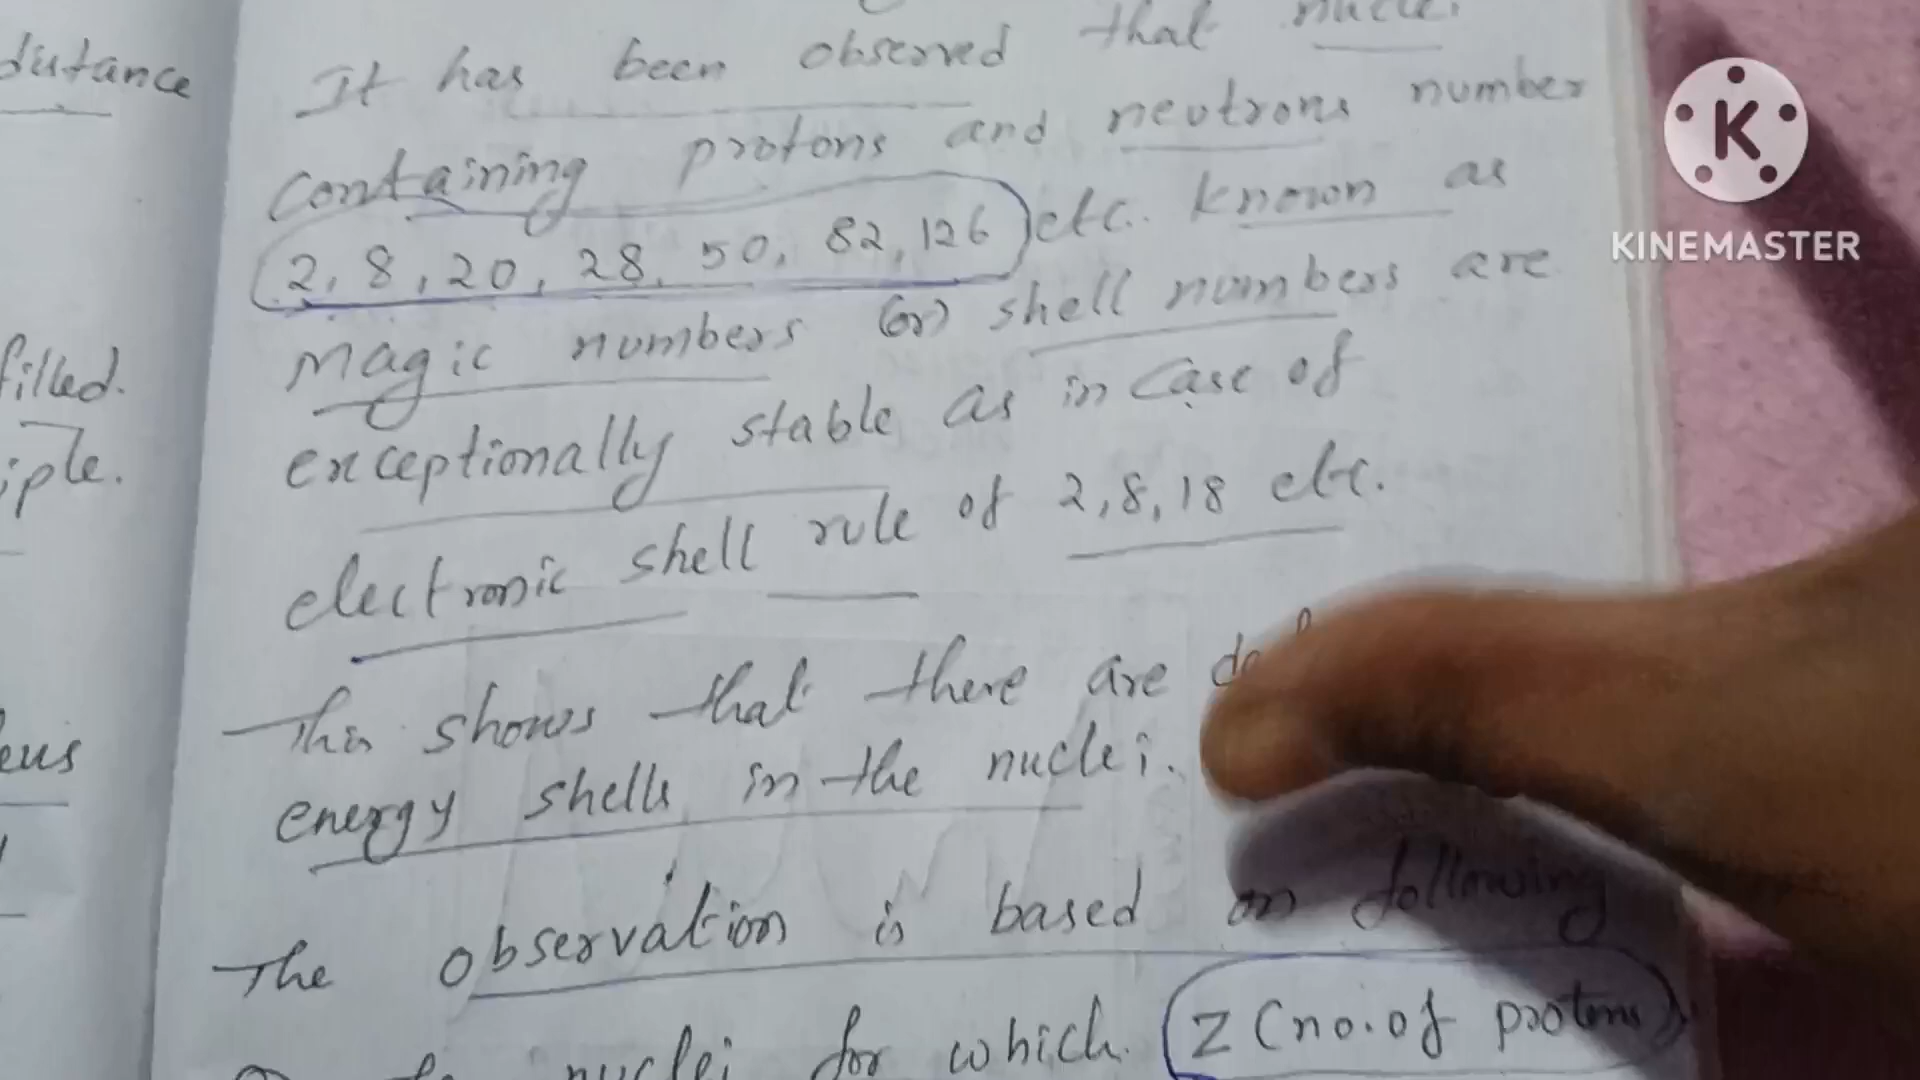 distance
filled.
iple.
eus
It has been observed that nuclei
containing protons and neutrons number
2, 8, 20, 28, 50, 82, 126 etc. known as
magic numbers (or) shell numbers are
exceptionally stable as in case of
electronic shell rule of 2, 8, 18 etc.
This shows that there are
energy shells in the nuclei.
The observation is based on following
nuclei for which Z (no. of protons)
K
KINEMASTER